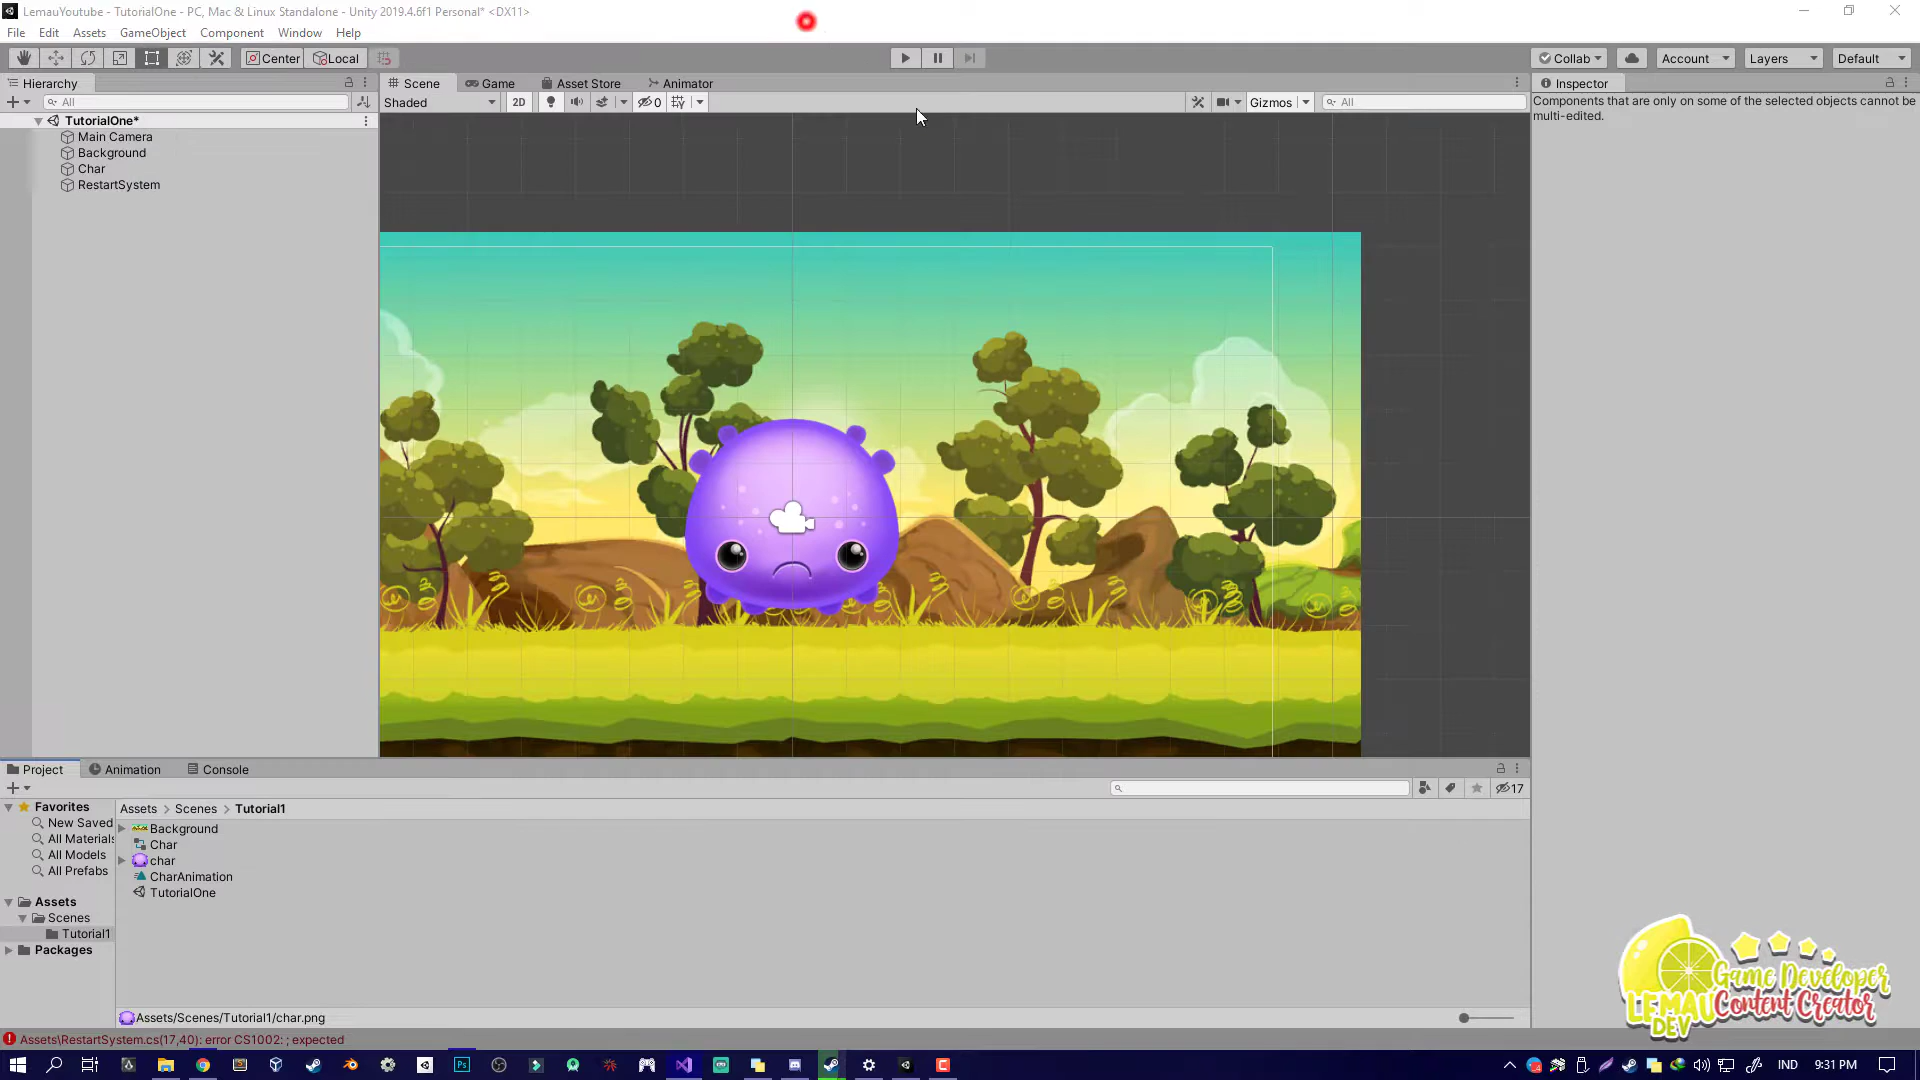 LemauYoutube - TutorialOne - PC, Mac & Linux Standalone - Unity 2019.4.6f1 Personal* <DX11>
File Edit Assets GameObject Component Window Help
Center Local Collab Account Layers Default
Hierarchy
All
TutorialOne*
Main Camera
Background
Char
RestartSystem
Scene Game Asset Store Animator
Shaded 2D 0 Gizmos All
Inspector
Components that are only on some of the selected objects cannot be
multi-edited.
Project Animation Console
17
Favorites
New Saved
All Materials
All Models
All Prefabs
Assets
Scenes
Tutorial1
Packages
Assets > Scenes > Tutorial1
Background
Char
char
CharAnimation
TutorialOne
Assets/Scenes/Tutorial1/char.png
Assets\RestartSystem.cs(17,40): error CS1002: ; expected
Game Developer
Content Creator
LEMAU
DEV
IND 9:31 PM